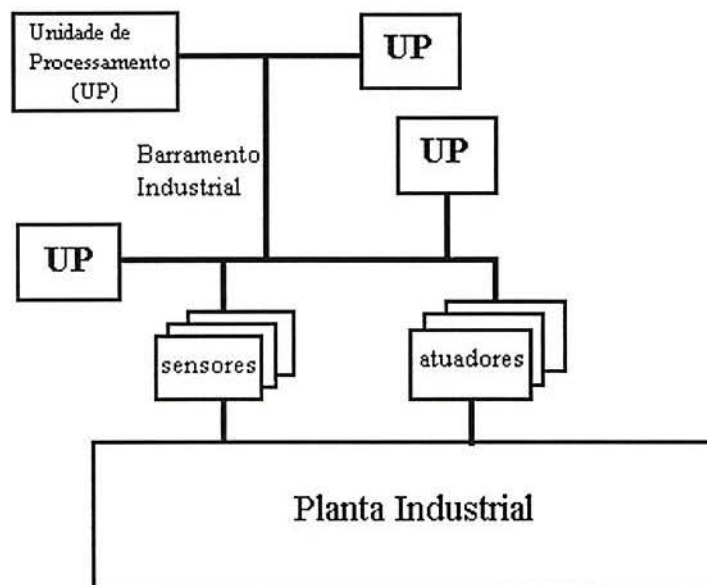 Unidade de
Processamento
(UP)
UP
UP
Barramento
Industrial
UP
sensores
atuadores
Planta Industrial